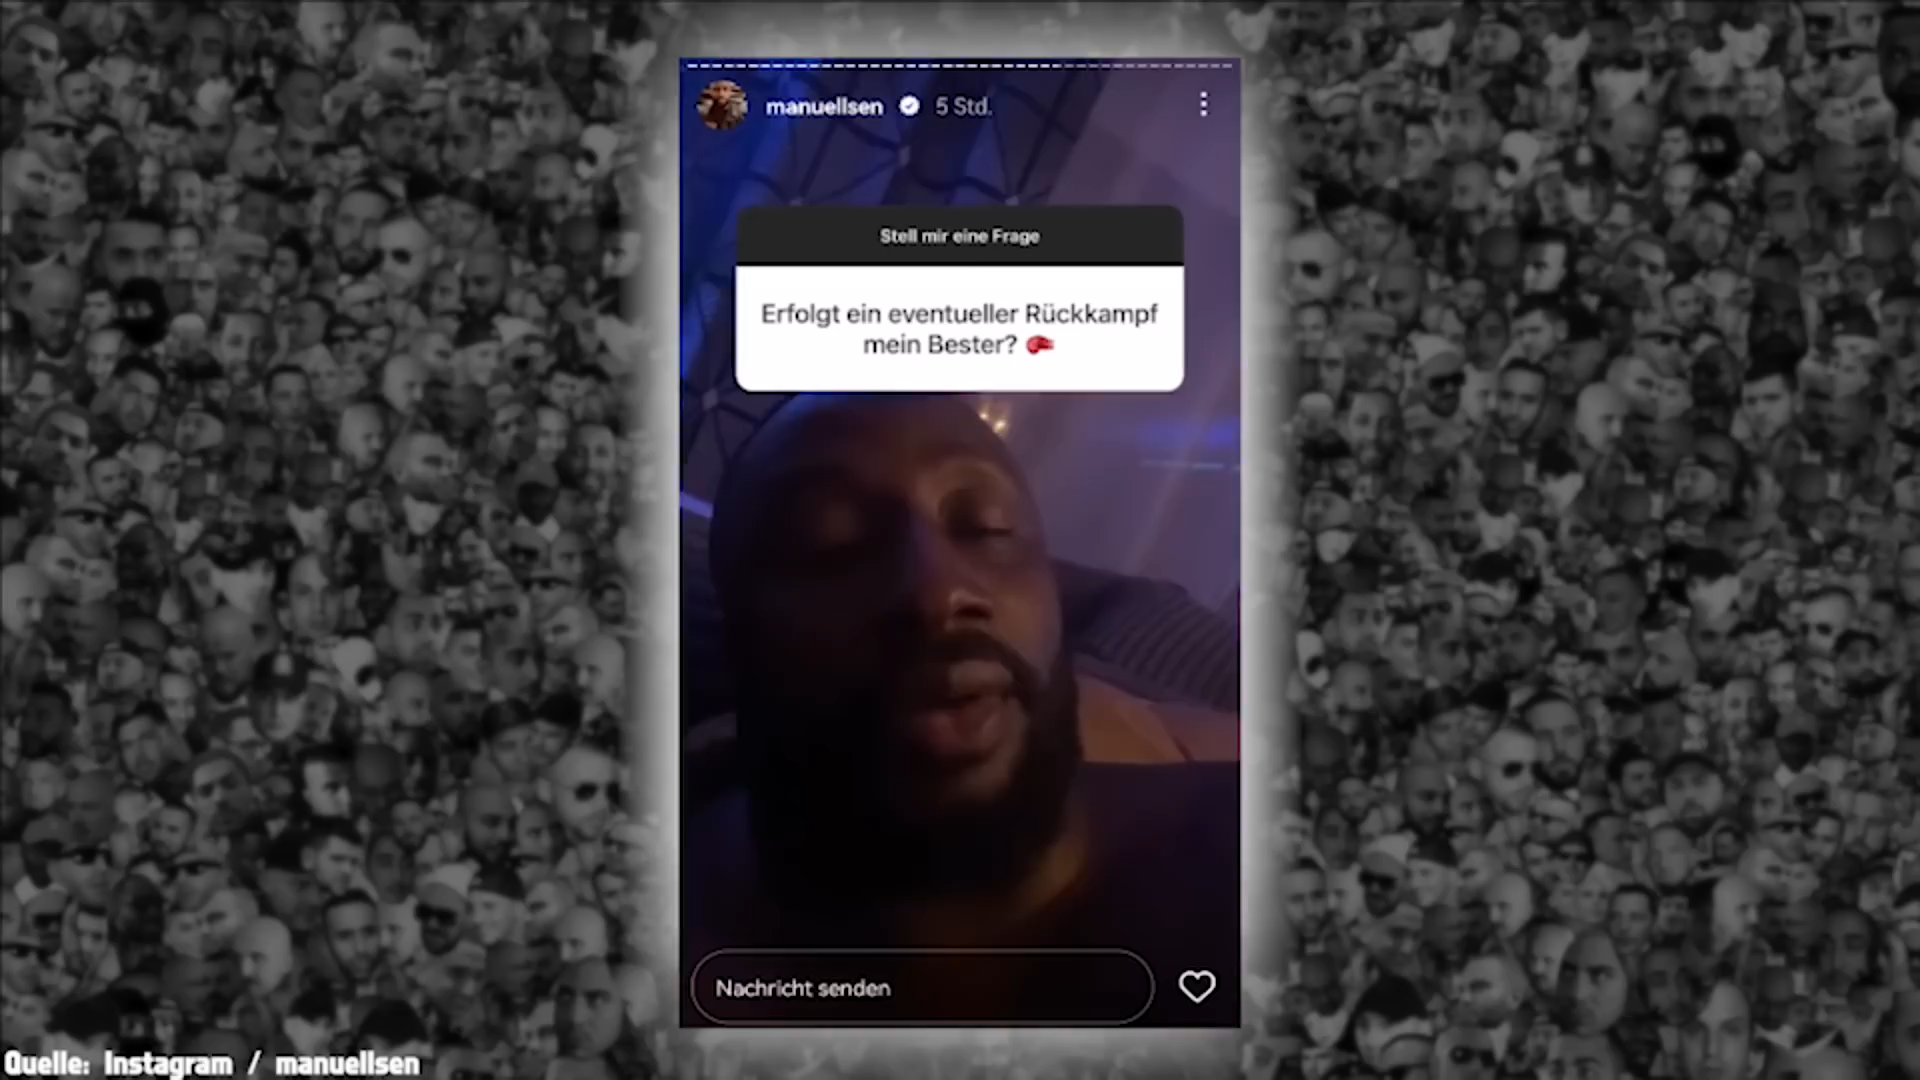 manuellsen 5 Std.
Stell mir eine Frage
Erfolgt ein eventueller Rückkampf
mein Bester? 🥊
Nachricht senden
Quelle: Instagram / manuellsen